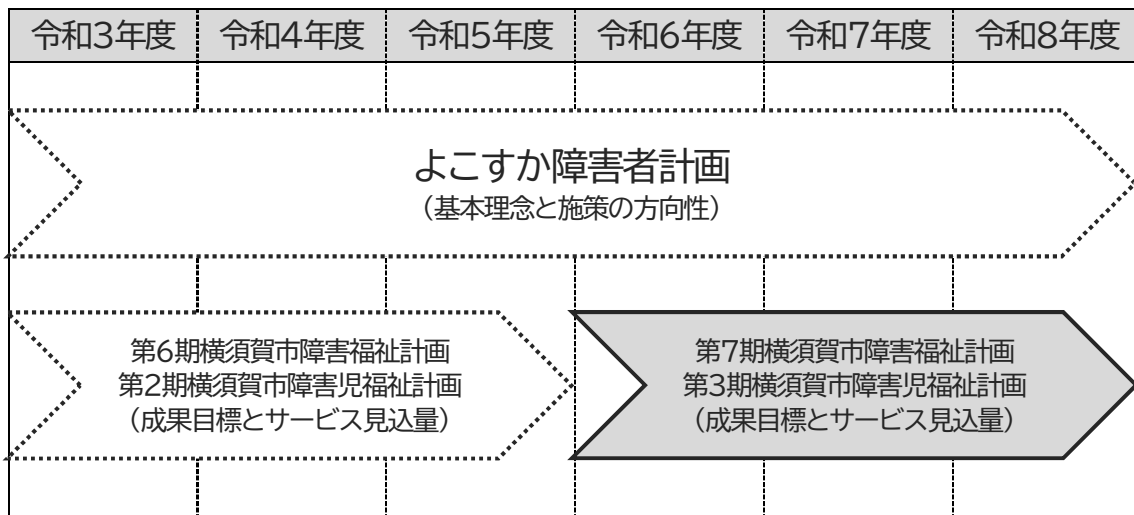 令和3年度 令和4年度 令和5年度 令和6年度 令和7年度 令和8年度
よこすか障害者計画
（基本理念と施策の方向性）
第6期横須賀市障害福祉計画
第2期横須賀市障害児福祉計画
（成果目標とサービス見込量）
第7期横須賀市障害福祉計画
第3期横須賀市障害児福祉計画
（成果目標とサービス見込量）